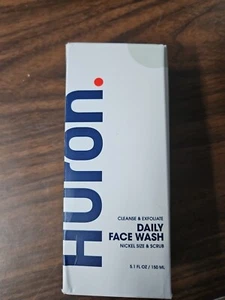 Huron.
CLEANSE & EXFOLIATE
DAILY
FACE WASH
NICKEL SIZE & SCRUB
5.1 FL OZ / 150 ML